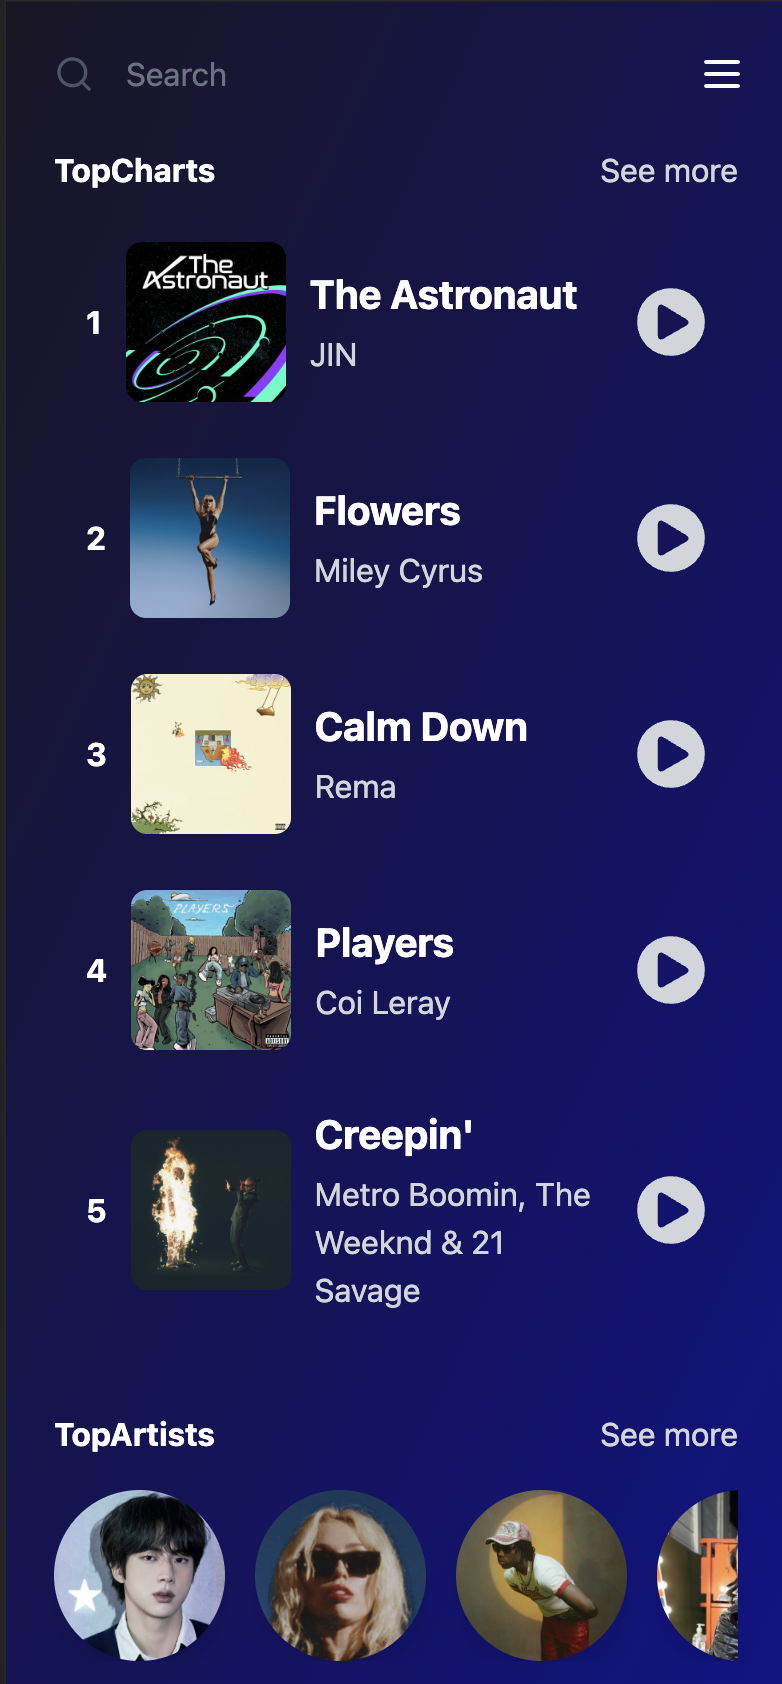 Search
TopCharts See more
1
The
Astronaut
The Astronaut
JIN
2
Flowers
Miley Cyrus
3
Calm Down
Rema
4
PLAYERS
Players
Coi Leray
5
Creepin'
Metro Boomin, The
Weeknd & 21
Savage
TopArtists See more